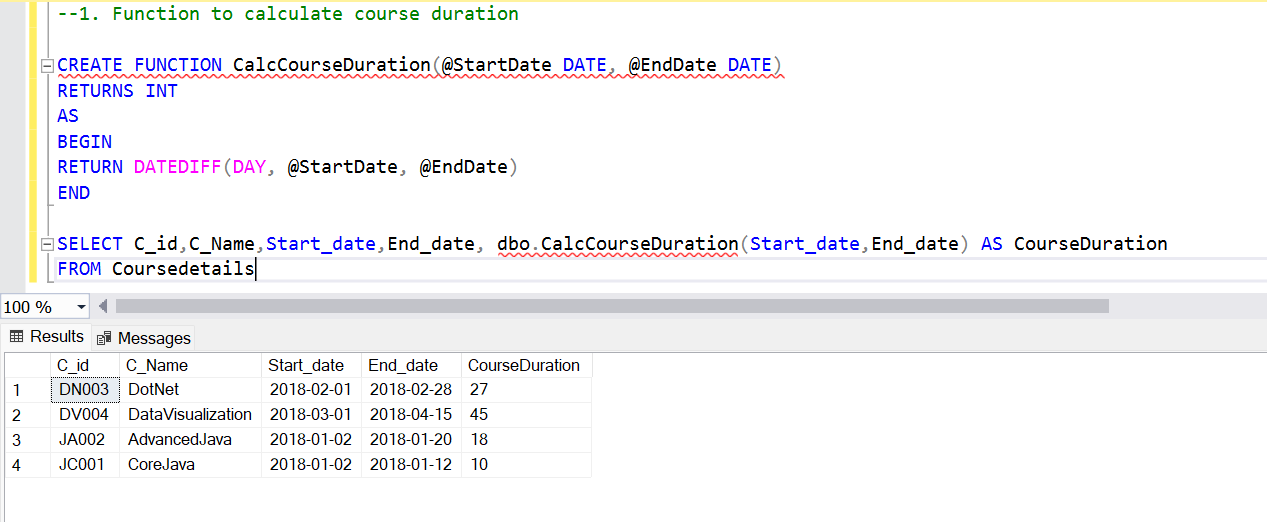 --1. Function to calculate course duration
CREATE FUNCTION CalcCourseDuration(@StartDate DATE, @EndDate DATE)
RETURNS INT
AS
BEGIN
RETURN DATEDIFF(DAY, @StartDate, @EndDate)
END
SELECT C_id,C_Name,Start_date,End_date, dbo.CalcCourseDuration(Start_date,End_date) AS CourseDuration
FROM Coursedetails
100 %
Results Messages
C_id C_Name Start_date End_date CourseDuration
1 DN003 DotNet 2018-02-01 2018-02-28 27
2 DV004 DataVisualization 2018-03-01 2018-04-15 45
3 JA002 AdvancedJava 2018-01-02 2018-01-20 18
4 JC001 CoreJava 2018-01-02 2018-01-12 10